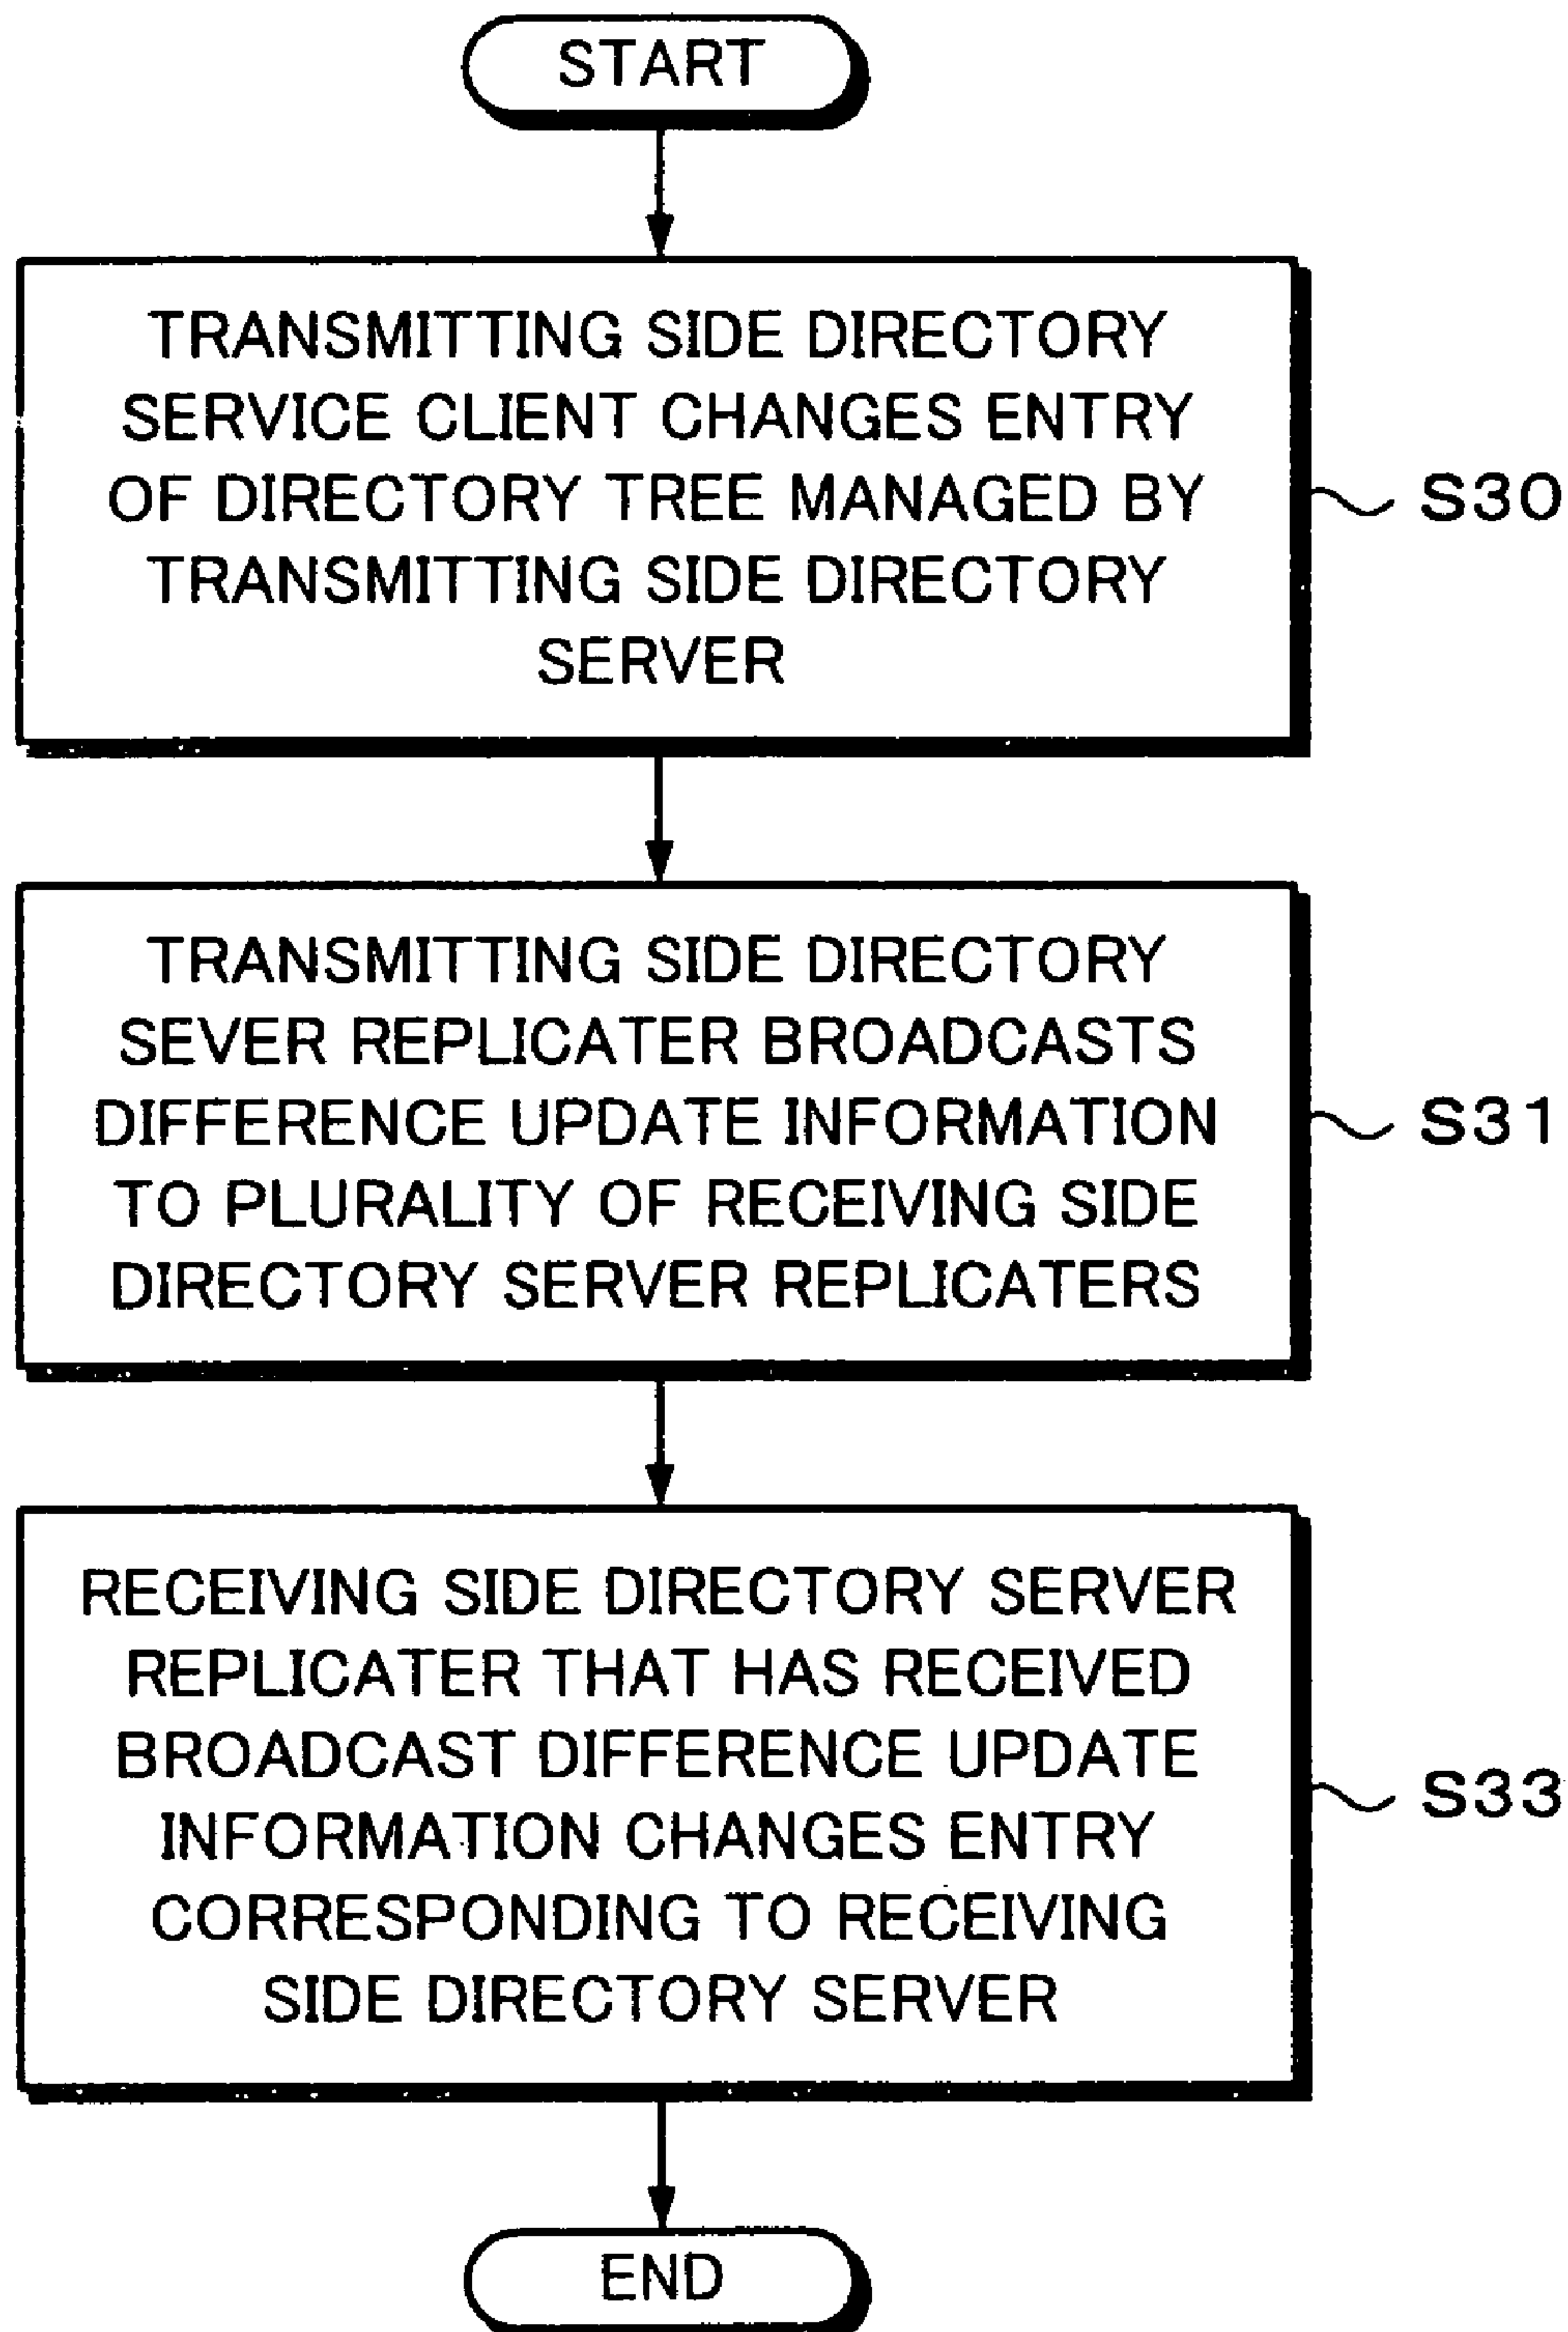 START
TRANSMITTING SIDE DIRECTORY
SERVICE CLIENT CHANGES ENTRY
OF DIRECTORY TREE MANAGED BY
TRANSMITTING SIDE DIRECTORY
SERVER
S30
TRANSMITTING SIDE DIRECTORY
SEVER REPLICATER BROADCASTS
DIFFERENCE UPDATE INFORMATION
TO PLURALITY OF RECEIVING SIDE
DIRECTORY SERVER REPLICATERS
S31
RECEIVING SIDE DIRECTORY SERVER
REPLICATER THAT HAS RECEIVED
BROADCAST DIFFERENCE UPDATE
INFORMATION CHANGES ENTRY
CORRESPONDING TO RECEIVING
SIDE DIRECTORY SERVER
S33
END